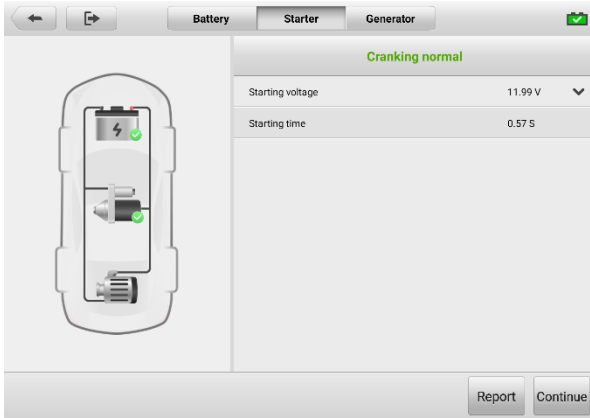 Battery Starter Generator
Cranking normal
Starting voltage 11.99 V
Starting time 0.57 S
Report Continue